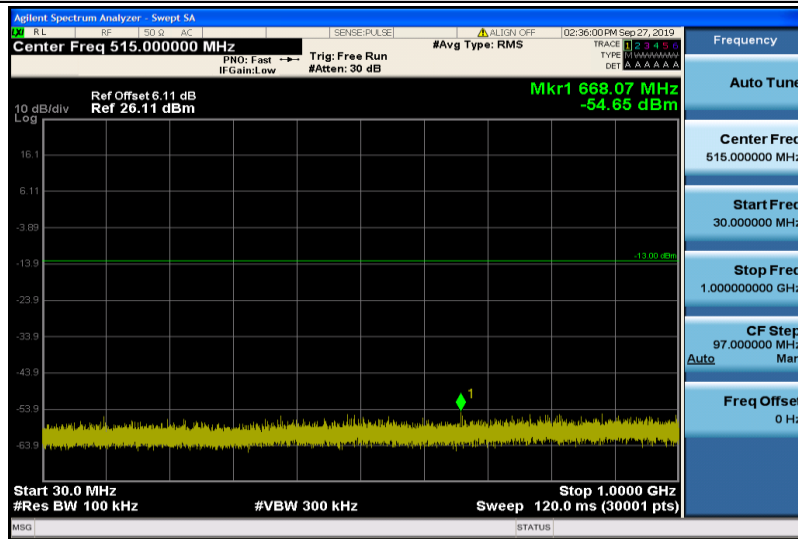 Agilent Spectrum Analyzer - Swept SA
RL RF 50 Ω AC SENSE:PULSE ALIGN OFF 02:36:00 PM Sep 27, 2019
Center Freq 515.000000 MHz
PNO: Fast
IFGain:Low
Trig: Free Run
#Atten: 30 dB
#Avg Type: RMS
TRACE 1 2 3 4 5 6
TYPE M WWWWW
DET A A A A A A
Mkr1 668.07 MHz
-54.65 dBm
Ref Offset 6.11 dB
10 dB/div Ref 26.11 dBm
Log
16.1
6.11
-3.89
-13.00 dBm
-13.9
-23.9
-33.9
-43.9
1
-53.9
-63.9
Start 30.0 MHz Stop 1.0000 GHz
#Res BW 100 kHz #VBW 300 kHz Sweep 120.0 ms (30001 pts)
MSG STATUS
Frequency
Auto Tune
Center Freq
515.000000 MHz
Start Freq
30.000000 MHz
Stop Freq
1.000000000 GHz
CF Step
97.000000 MHz
Auto Man
Freq Offset
0 Hz